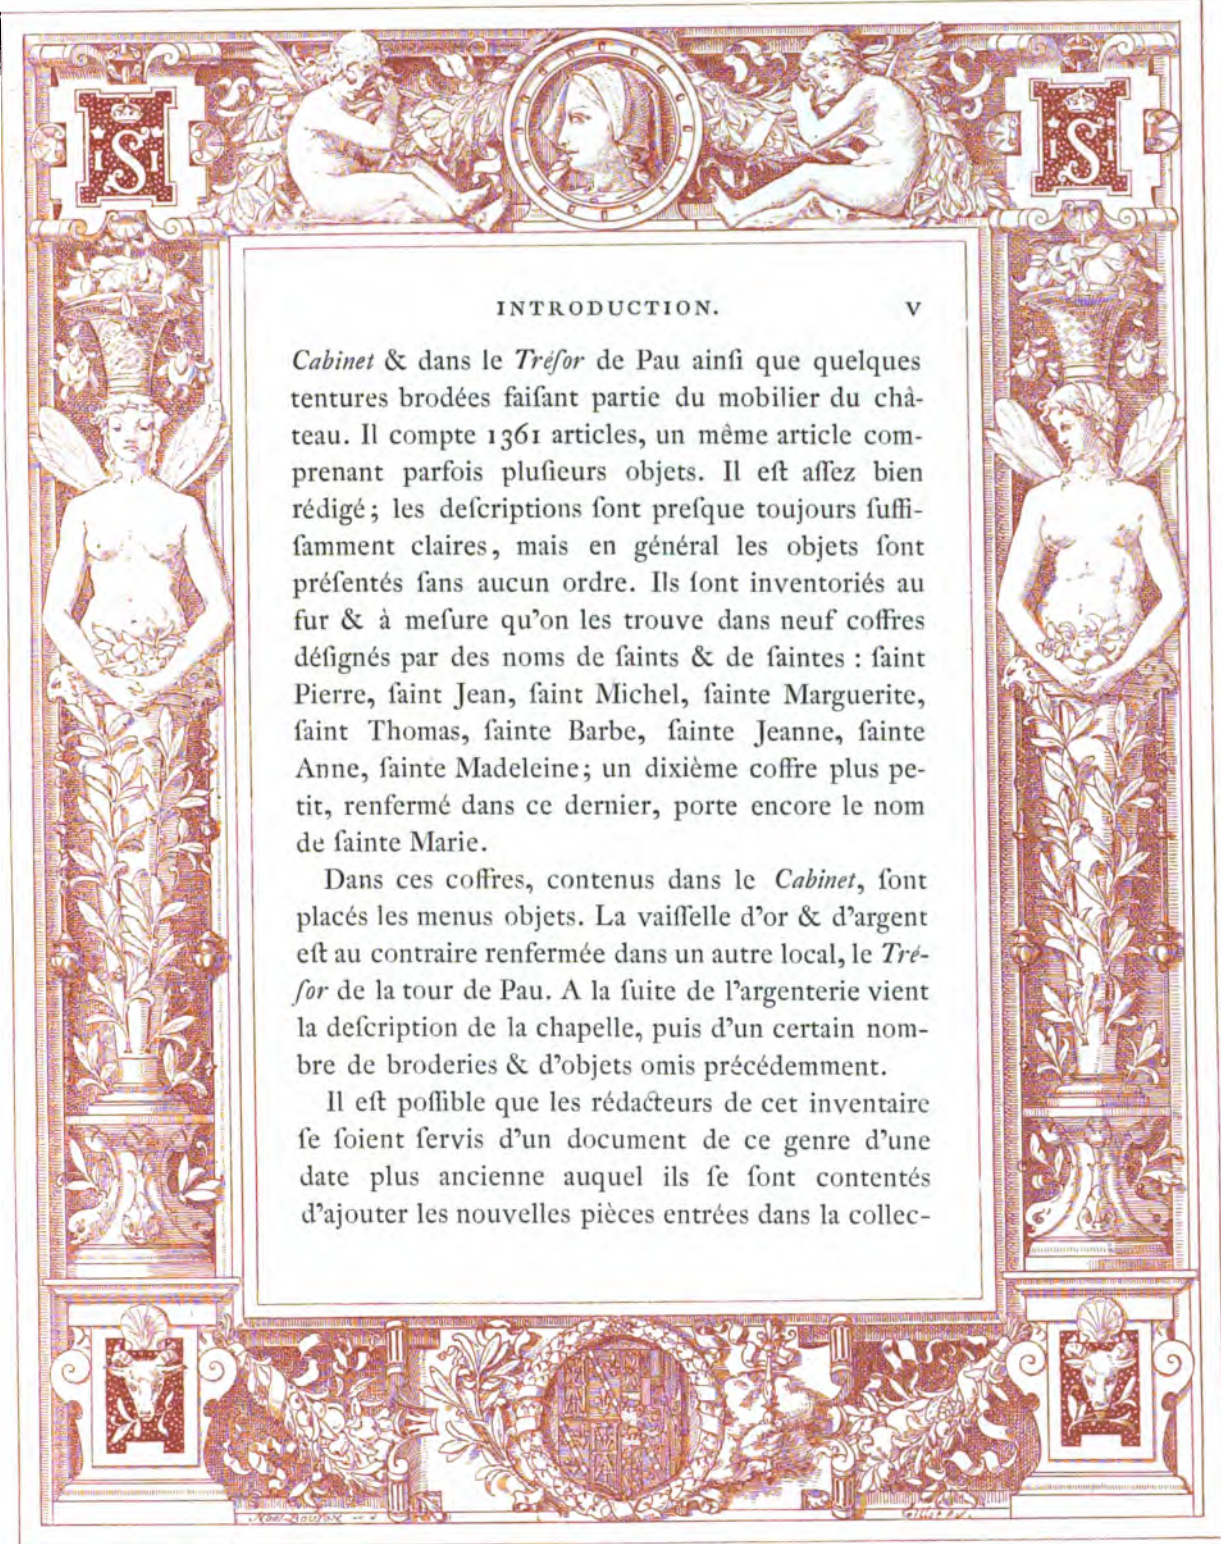 INTRODUCTION. V
Cabinet & dans le Tréſor de Pau ainſi que quelques
tentures brodées faiſant partie du mobilier du châ-
teau. Il compte 1361 articles, un même article com-
prenant parfois pluſieurs objets. Il eſt aſſez bien
rédigé; les deſcriptions ſont preſque toujours ſuffi-
ſamment claires, mais en général les objets ſont
préſentés ſans aucun ordre. Ils ſont inventoriés au
fur & à meſure qu'on les trouve dans neuf coffres
déſignés par des noms de ſaints & de ſaintes : ſaint
Pierre, ſaint Jean, ſaint Michel, ſainte Marguerite,
ſaint Thomas, ſainte Barbe, ſainte Jeanne, ſainte
Anne, ſainte Madeleine; un dixième coffre plus pe-
tit, renfermé dans ce dernier, porte encore le nom
de ſainte Marie.
Dans ces coffres, contenus dans le Cabinet, ſont
placés les menus objets. La vaiſſelle d'or & d'argent
eſt au contraire renfermée dans un autre local, le Tré-
ſor de la tour de Pau. A la ſuite de l'argenterie vient
la deſcription de la chapelle, puis d'un certain nom-
bre de broderies & d'objets omis précédemment.
Il eſt poſſible que les rédacteurs de cet inventaire
ſe ſoient ſervis d'un document de ce genre d'une
date plus ancienne auquel ils ſe ſont contentés
d'ajouter les nouvelles pièces entrées dans la collec-